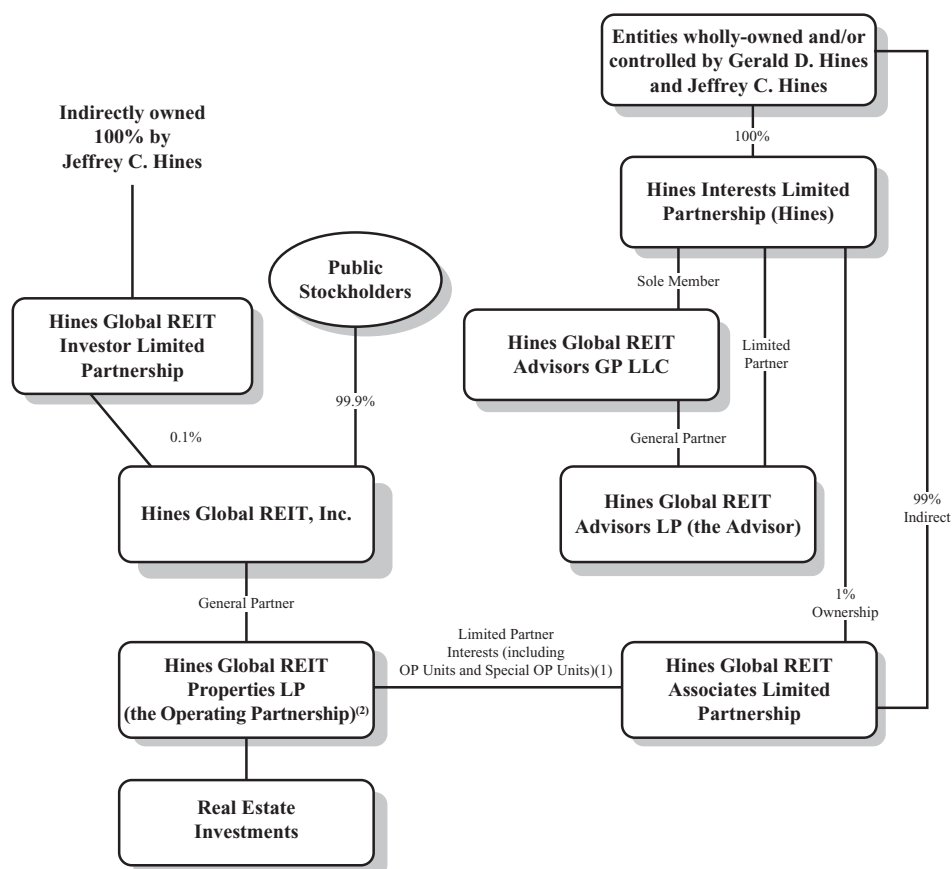 Entities wholly-owned and/or
controlled by Gerald D. Hines
and Jeffrey C. Hines
Indirectly owned
100% by
Jeffrey C. Hines
100%
Hines Interests Limited
Partnership (Hines)
Public
Stockholders
Sole Member
Hines Global REIT
Investor Limited
Partnership
Hines Global REIT
Advisors GP LLC
Limited
Partner
99.9%
0.1%
General Partner
Hines Global REIT, Inc.
Hines Global REIT
Advisors LP (the Advisor)
99%
Indirect
General Partner
1%
Ownership
Hines Global REIT
Properties LP
(the Operating Partnership)(2)
Limited Partner
Interests (including
OP Units and Special OP Units)(1)
Hines Global REIT
Associates Limited
Partnership
Real Estate
Investments